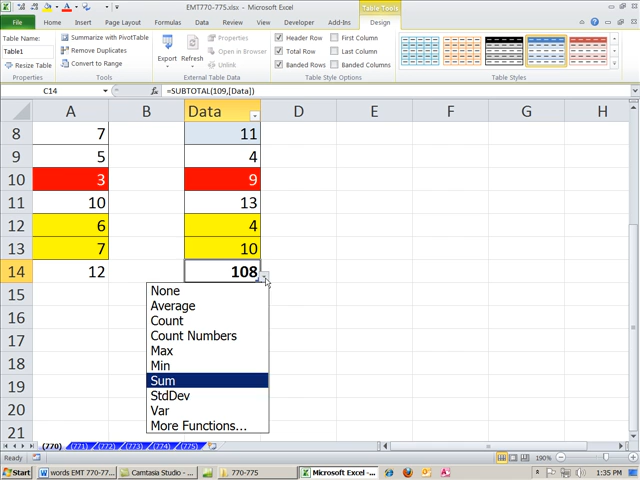 EMT770-775.xlsx - Microsoft Excel
Table Tools
File
Home
Insert
Page Layout
Formulas
Data
Review
View
Developer
Add-Ins
Design
Table Name:
Table1
Resize Table
Properties
Summarize with PivotTable
Remove Duplicates
Convert to Range
Tools
Export
Refresh
Properties
Open in Browser
Unlink
External Table Data
Header Row
Total Row
Banded Rows
First Column
Last Column
Banded Columns
Table Style Options
Table Styles
C14
fx
=SUBTOTAL(109,[Data])
A B Data D E F G H
8 7 11
9 5 4
10 3 9
11 10 13
12 6 4
13 7 10
14 12 108
15
16
17
18
19
20
21
None
Average
Count
Count Numbers
Max
Min
Sum
StdDev
Var
More Functions...
(770) (771) (772) (773) (774) (775)
Ready
190%
Start
words EMT 770-77...
Camtasia Studio - ...
770-775
Microsoft Excel -...
1:35 PM